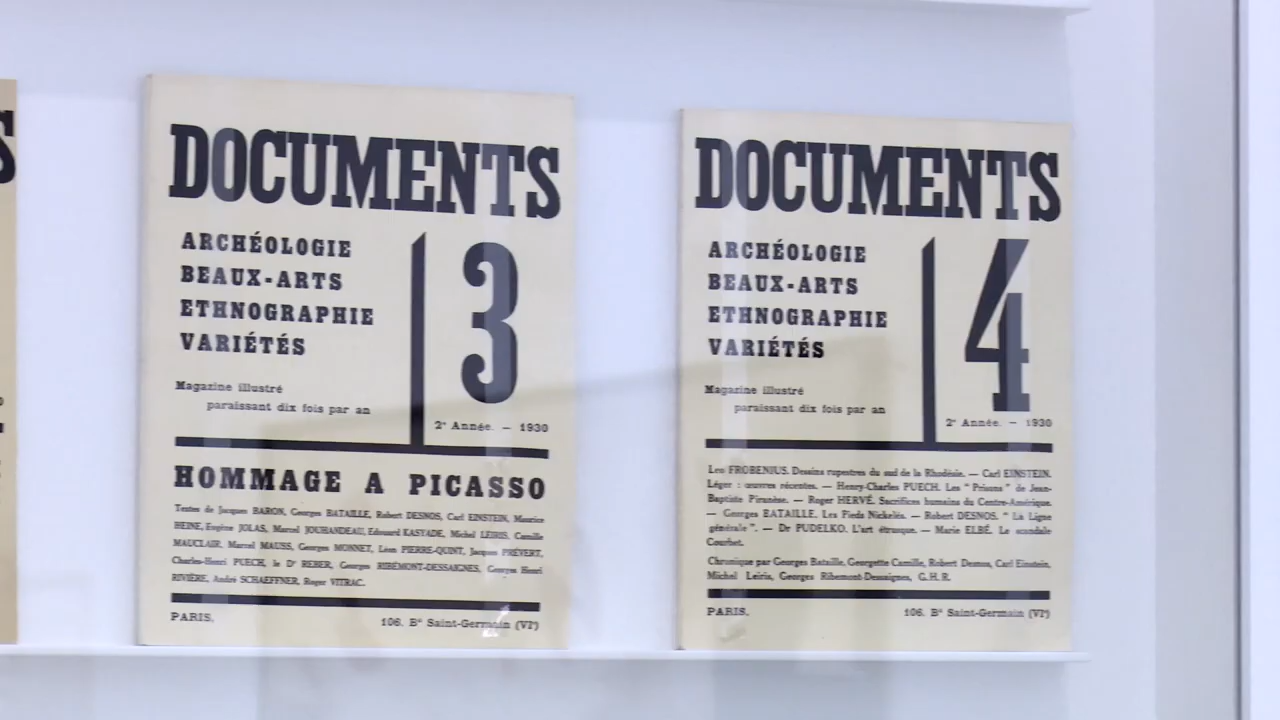 S
DOCUMENTS
ARCHÉOLOGIE
BEAUX-ARTS
ETHNOGRAPHIE
VARIÉTÉS
Magazine illustré
paraissant dix fois par an
3
2e Année. — 1930
HOMMAGE A PICASSO
Textes de Jacques BARON, Georges BATAILLE, Robert DESNOS, Carl EINSTEIN, Maurice
HEINE, Eugène JOLAS, Marcel JOUHANDEAU, Edouard KASYADE, Michel LEIRIS, Camille
MAUCLAIR, Marcel MAUSS, Georges MONNET, Léon PIERRE-QUINT, Jacques PRÉVERT,
Charles-Henri PUECH, le Dr REBER, Georges RIBEMONT-DESSAIGNES, Georges Henri
RIVIÈRE, André SCHAEFFNER, Roger VITRAC.
PARIS,
106, Bd Saint-Germain (VIe)
DOCUMENTS
ARCHÉOLOGIE
BEAUX-ARTS
ETHNOGRAPHIE
VARIÉTÉS
Magazine illustré
paraissant dix fois par an
4
2e Année. — 1930
Leo FROBENIUS. Dessins rupestres du sud de la Rhodésie. — Carl EINSTEIN.
Léger : œuvres récentes. — Henry-Charles PUECH. Les "Prisons" de Jean-
Baptiste Piranèse. — Roger HERVÉ. Sacrifices humains du Centre-Amérique.
— Georges BATAILLE. Les Pieds Nickelés. — Robert DESNOS. "La Ligne
générale". — Dr PUDELKO. L'art étrusque. — Marie ELBÉ. Le scandale
Courbet.
Chronique par Georges Bataille, Georgette Camille, Robert Desnos, Carl Einstein,
Michel Leiris, Georges Ribemont-Dessaignes, G. H. R.
PARIS.
106, Bd Saint-Germain (VIe)